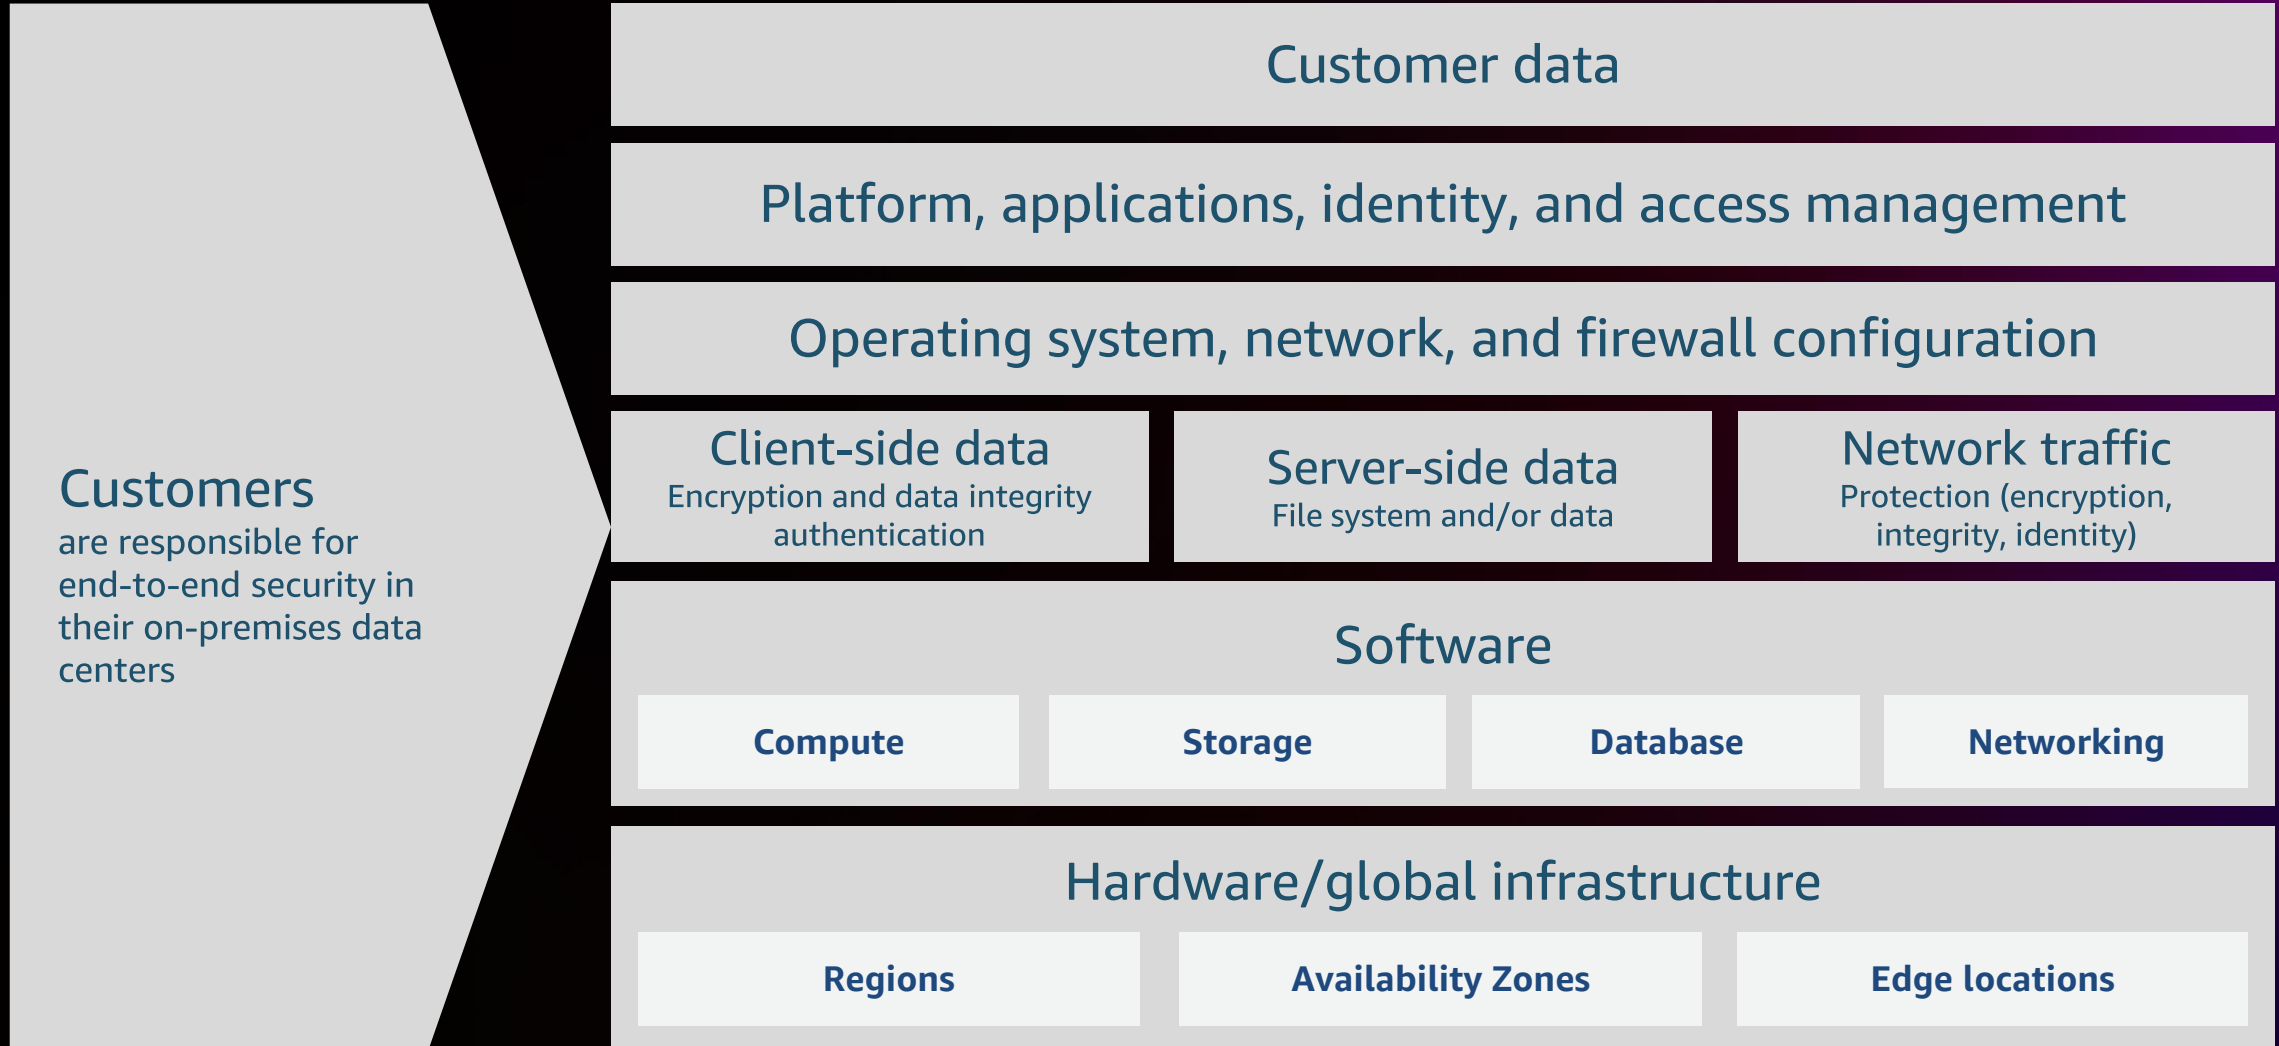 Customer data
Platform, applications, identity, and access management
Operating system, network, and firewall configuration
Customers
are responsible for
end-to-end security in
their on-premises data
centers
Client-side data
Encryption and data integrity
authentication
Server-side data
File system and/or data
Network traffic
Protection (encryption,
integrity, identity)
Software
Compute
Storage
Database
Networking
Hardware/global infrastructure
Regions
Availability Zones
Edge locations